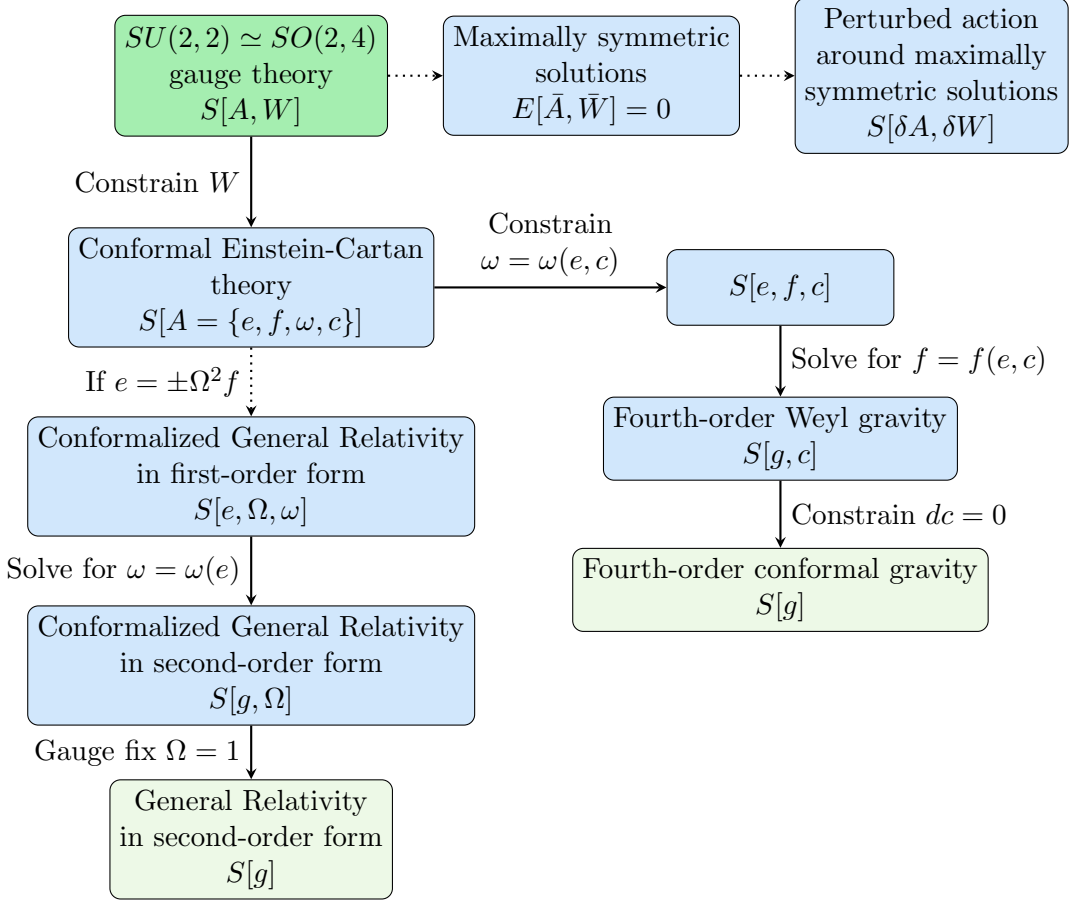 SU(2, 2) ≃ SO(2, 4)
gauge theory
S[A, W]
Maximally symmetric
solutions
E[Ā, W̄] = 0
Perturbed action
around maximally
symmetric solutions
S[δA, δW]
Constrain W
Conformal Einstein-Cartan
theory
S[A = {e, f, ω, c}]
Constrain
ω = ω(e, c)
S[e, f, c]
If e = ±Ω²f
Solve for f = f(e, c)
Conformalized General Relativity
in first-order form
S[e, Ω, ω]
Fourth-order Weyl gravity
S[g, c]
Constrain dc = 0
Solve for ω = ω(e)
Fourth-order conformal gravity
S[g]
Conformalized General Relativity
in second-order form
S[g, Ω]
Gauge fix Ω = 1
General Relativity
in second-order form
S[g]